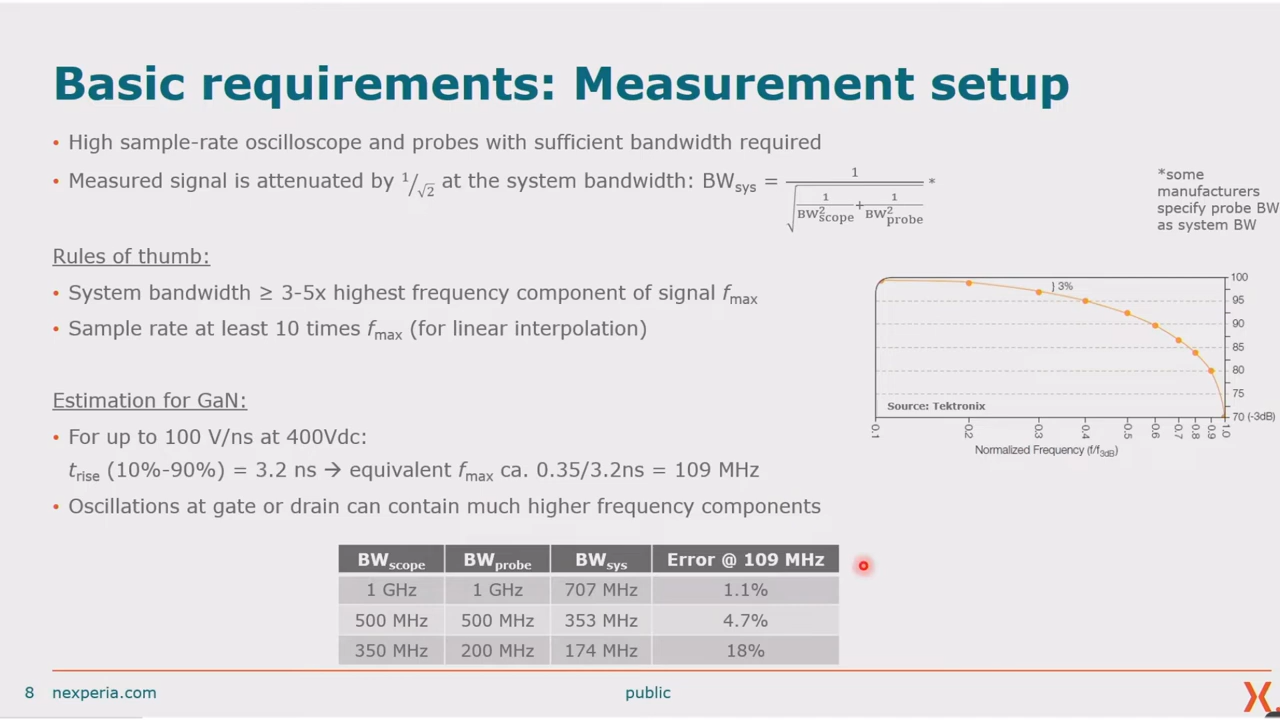 Basic requirements: Measurement setup
• High sample-rate oscilloscope and probes with sufficient bandwidth required
• Measured signal is attenuated by 1/√2 at the system bandwidth: BWsys = 1/√(1/BW²scope + 1/BW²probe) *
*some
manufacturers
specify probe BW
as system BW
Rules of thumb:
• System bandwidth ≥ 3-5x highest frequency component of signal fmax
• Sample rate at least 10 times fmax (for linear interpolation)
} 3%
100
95
90
85
80
75
70 (-3dB)
Source: Tektronix
0.1 0.2 0.3 0.4 0.5 0.6 0.7 0.8 0.9 1.0
Normalized Frequency (f/f3dB)
Estimation for GaN:
• For up to 100 V/ns at 400Vdc:
trise (10%-90%) = 3.2 ns → equivalent fmax ca. 0.35/3.2ns = 109 MHz
• Oscillations at gate or drain can contain much higher frequency components
BWscope BWprobe BWsys Error @ 109 MHz
1 GHz 1 GHz 707 MHz 1.1%
500 MHz 500 MHz 353 MHz 4.7%
350 MHz 200 MHz 174 MHz 18%
8 nexperia.com public